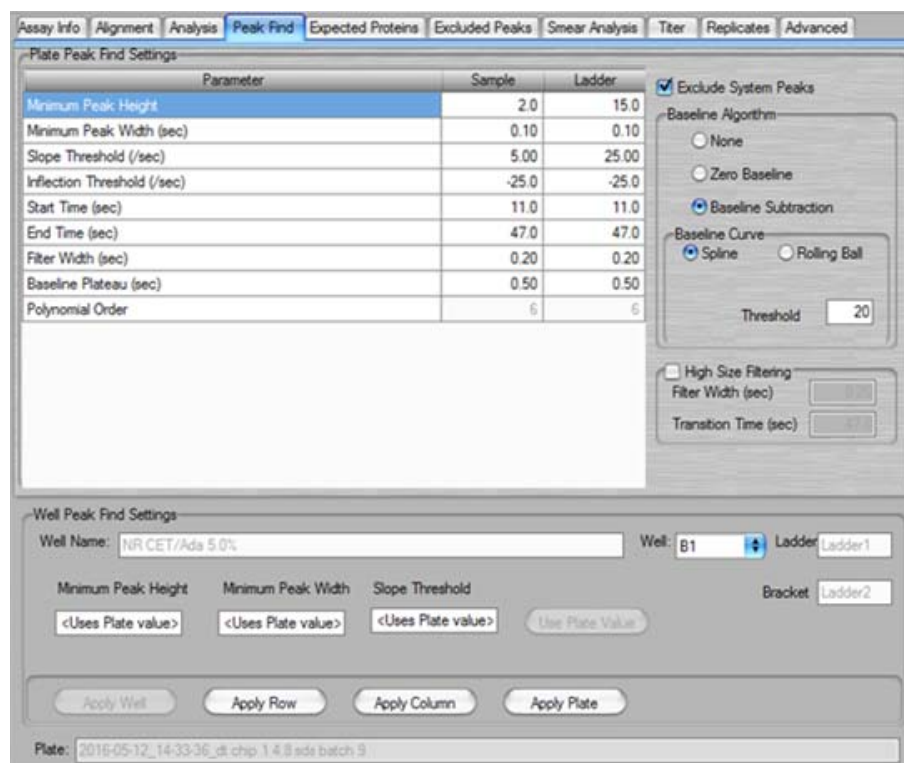 Assay Info Alignment Analysis Peak Find Expected Proteins Excluded Peaks Smear Analysis Titer Replicates Advanced
Plate Peak Find Settings
Parameter Sample Ladder
Minimum Peak Height 2.0 15.0
Minimum Peak Width (sec) 0.10 0.10
Slope Threshold (/sec) 5.00 25.00
Inflection Threshold (/sec) -25.0 -25.0
Start Time (sec) 11.0 11.0
End Time (sec) 47.0 47.0
Filter Width (sec) 0.20 0.20
Baseline Plateau (sec) 0.50 0.50
Polynomial Order 6 6
Exclude System Peaks
Baseline Algorithm
None
Zero Baseline
Baseline Subtraction
Baseline Curve
Spline Rolling Ball
Threshold 20
High Size Filtering
Filter Width (sec)
Transition Time (sec) 47.0
Well Peak Find Settings
Well Name: NR CET/Ada 5.0% Well: B1 Ladder Ladder1
Minimum Peak Height Minimum Peak Width Slope Threshold Bracket Ladder2
<Uses Plate value> <Uses Plate value> <Uses Plate value> Use Plate Value
Apply Well Apply Row Apply Column Apply Plate
Plate: 2016-05-12_14-33-36_dt chip 1 4.8 sds batch 9